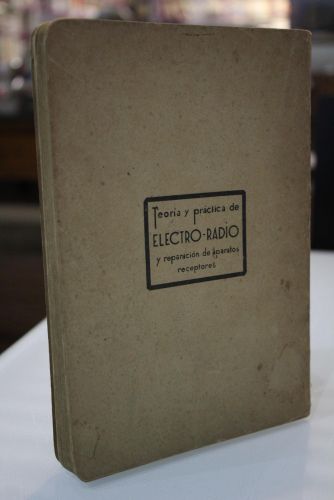 Teoría y práctica de
ELECTRO-RADIO
y reparación de aparatos
receptores